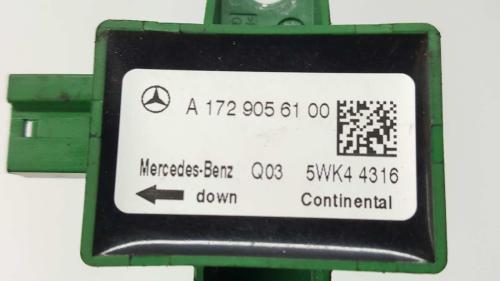 A 172 905 61 00
Mercedes-Benz Q03 5WK4 4316
down Continental